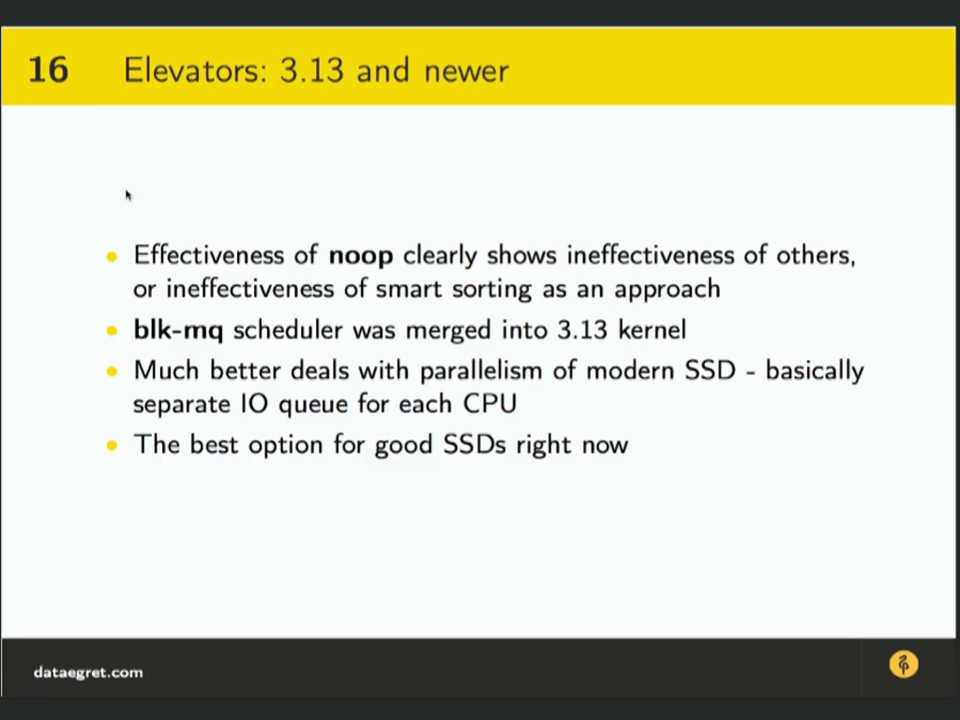 16 Elevators: 3.13 and newer
Effectiveness of noop clearly shows ineffectiveness of others,
or ineffectiveness of smart sorting as an approach
blk-mq scheduler was merged into 3.13 kernel
Much better deals with parallelism of modern SSD - basically
separate IO queue for each CPU
The best option for good SSDs right now
dataegret.com